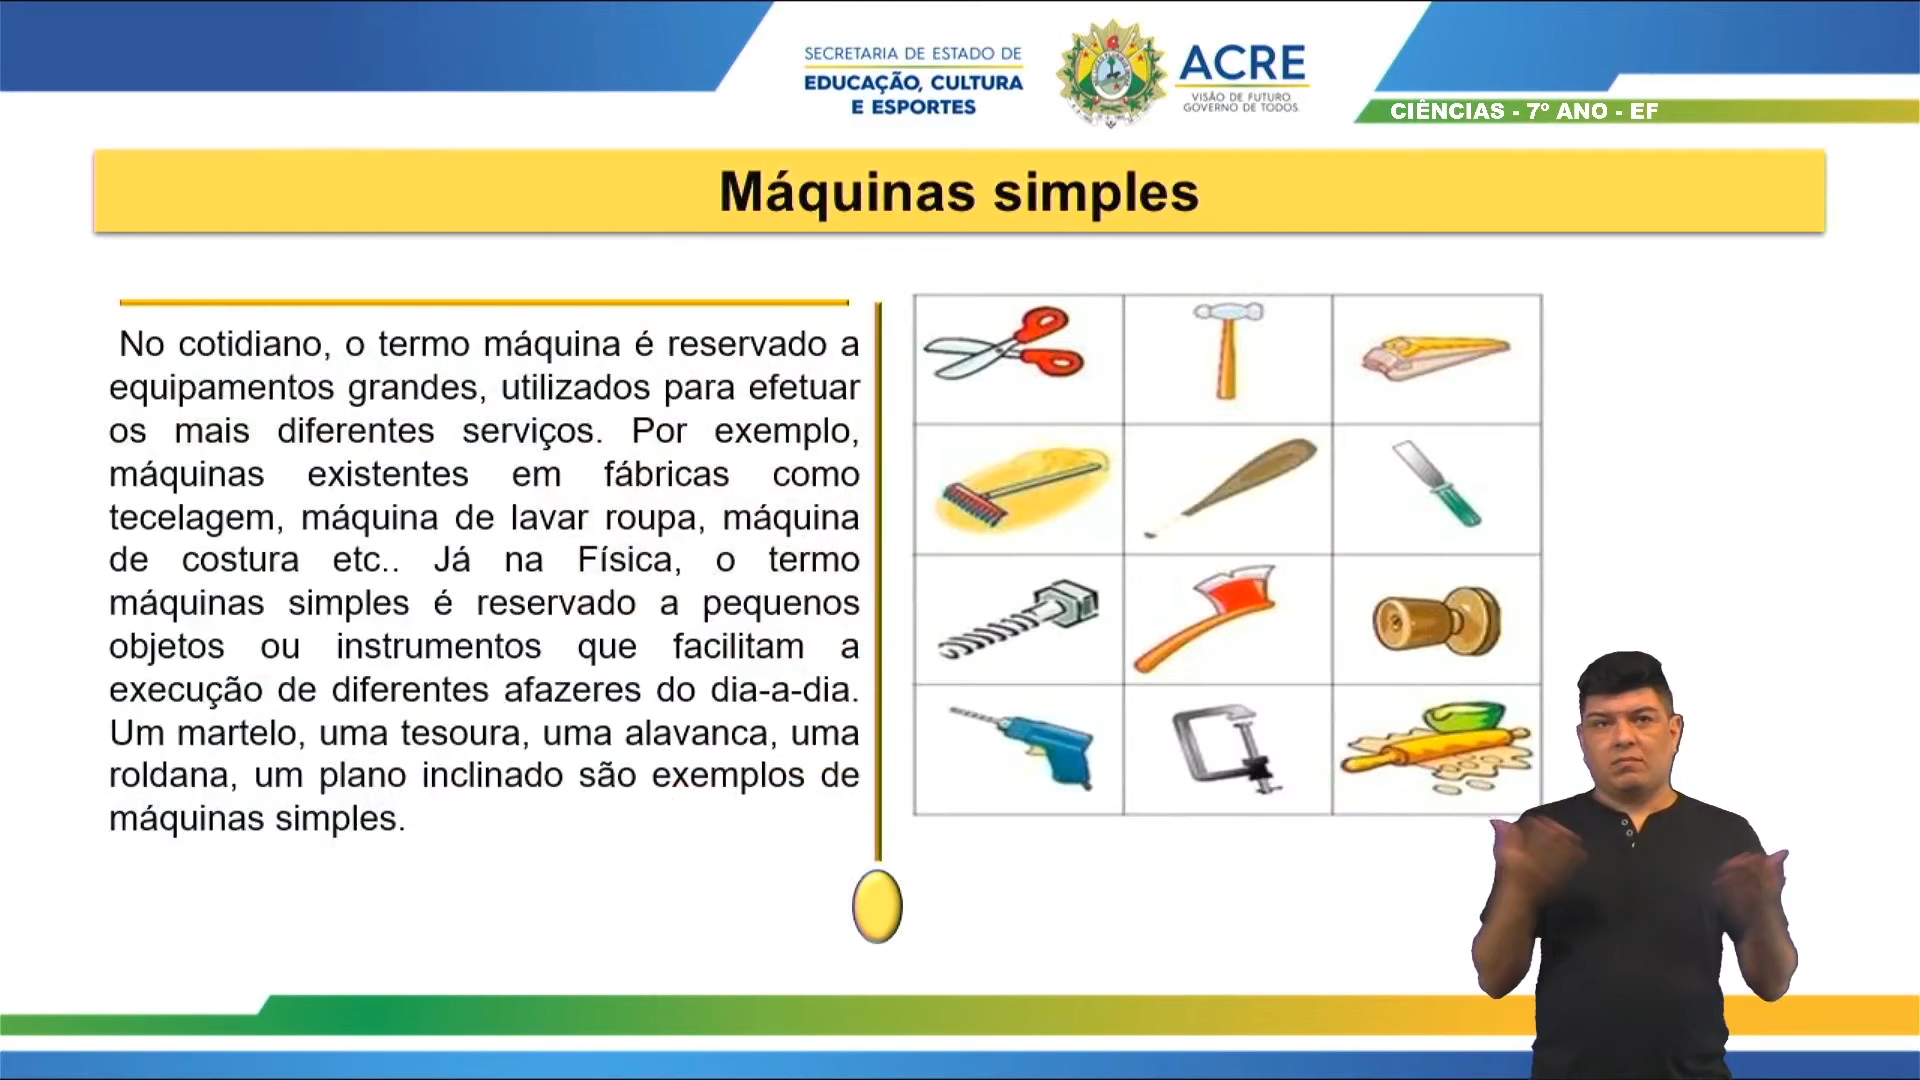 SECRETARIA DE ESTADO DE
EDUCAÇÃO, CULTURA
E ESPORTES
ACRE
VISÃO DE FUTURO
GOVERNO DE TODOS
CIÊNCIAS - 7º ANO - EF
Máquinas simples
No cotidiano, o termo máquina é reservado a
equipamentos grandes, utilizados para efetuar
os mais diferentes serviços. Por exemplo,
máquinas existentes em fábricas como
tecelagem, máquina de lavar roupa, máquina
de costura etc.. Já na Física, o termo
máquinas simples é reservado a pequenos
objetos ou instrumentos que facilitam a
execução de diferentes afazeres do dia-a-dia.
Um martelo, uma tesoura, uma alavanca, uma
roldana, um plano inclinado são exemplos de
máquinas simples.